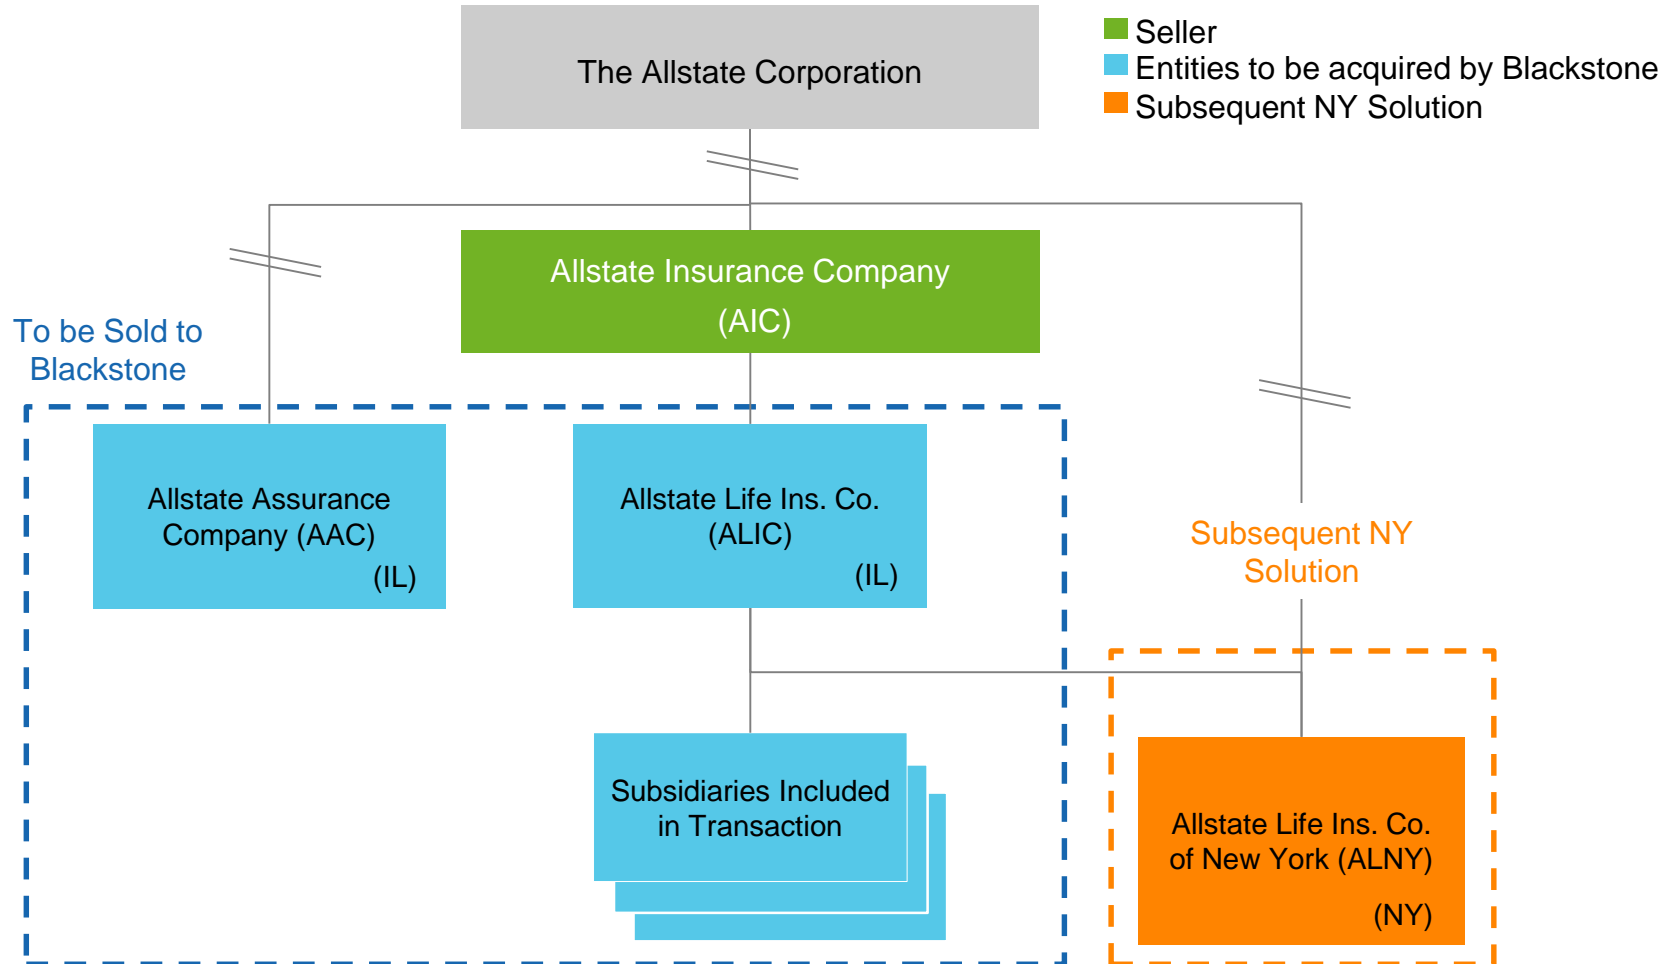 The Allstate Corporation
Seller
Entities to be acquired by Blackstone
Subsequent NY Solution
Allstate Insurance Company
(AIC)
To be Sold to
Blackstone
Allstate Assurance
Company (AAC)
(IL)
Allstate Life Ins. Co.
(ALIC)
(IL)
Subsequent NY
Solution
Subsidiaries Included
in Transaction
Allstate Life Ins. Co.
of New York (ALNY)
(NY)